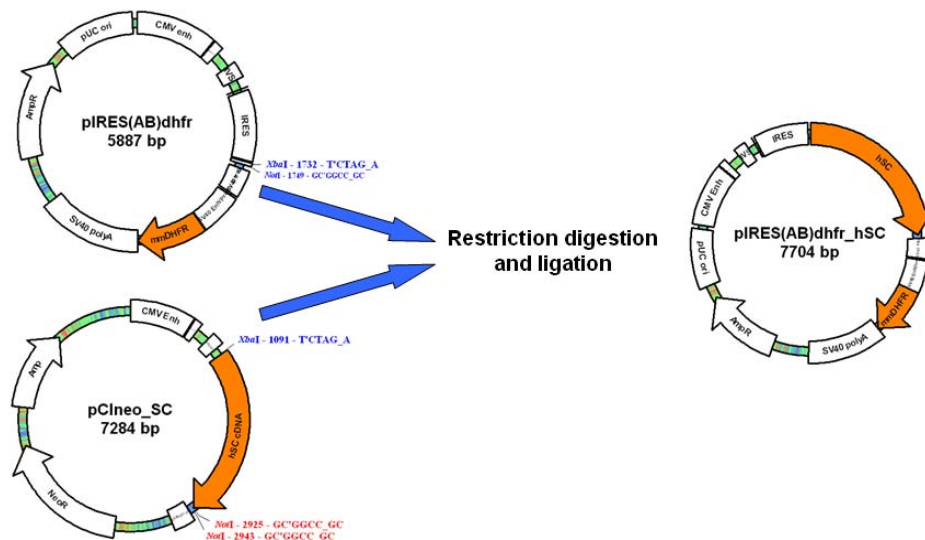 pUC ori
CMV enh
VS
AmpR
IRES
pIRES(AB)dhfr
5887 bp
XbaI - 1732 - T'CTAG_A
NotI - 1749 - GC'GGCC_GC
SV40 polyA
mmDHFR
Restriction digestion
and ligation
IRES
hSC
VS
CMV Enh
pIRES(AB)dhfr_hSC
7704 bp
pUC ori
AmpR
SV40 polyA
mmDHFR
CMV Enh
XbaI - 1091 - T'CTAG_A
Amp
pCIneo_SC
7284 bp
hSC cDNA
NeoR
NotI - 2925 - GC'GGCC_GC
NotI - 2943 - GC'GGCC_GC